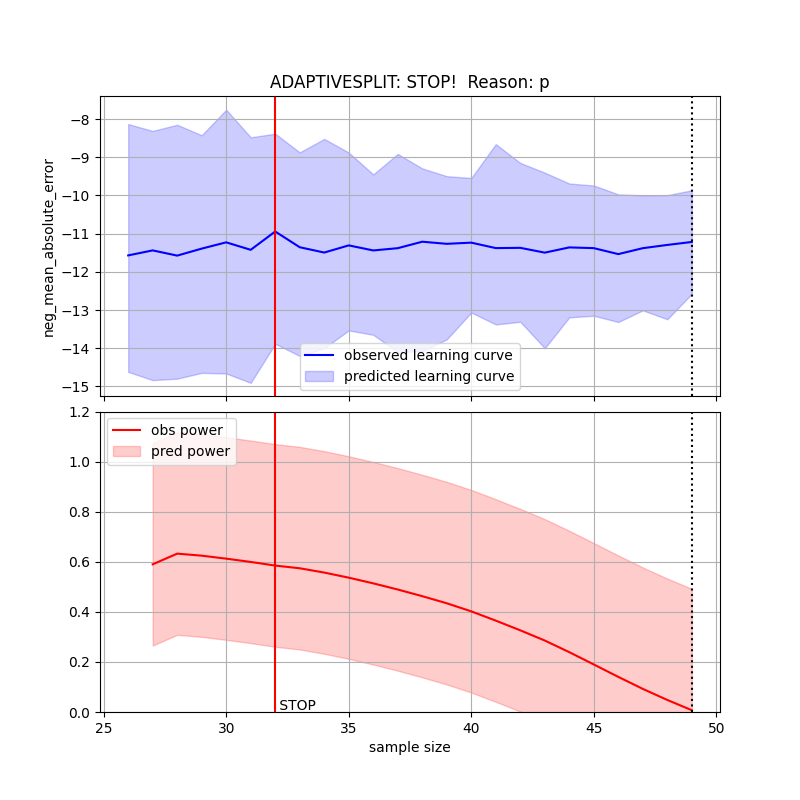 ADAPTIVESPLIT: STOP!  Reason: p
neg_mean_absolute_error
−8
−9
−10
−11
−12
−13
−14
−15
observed learning curve
predicted learning curve
1.2
1.0
0.8
0.6
0.4
0.2
0.0
obs power
pred power
STOP
25
30
35
40
45
50
sample size